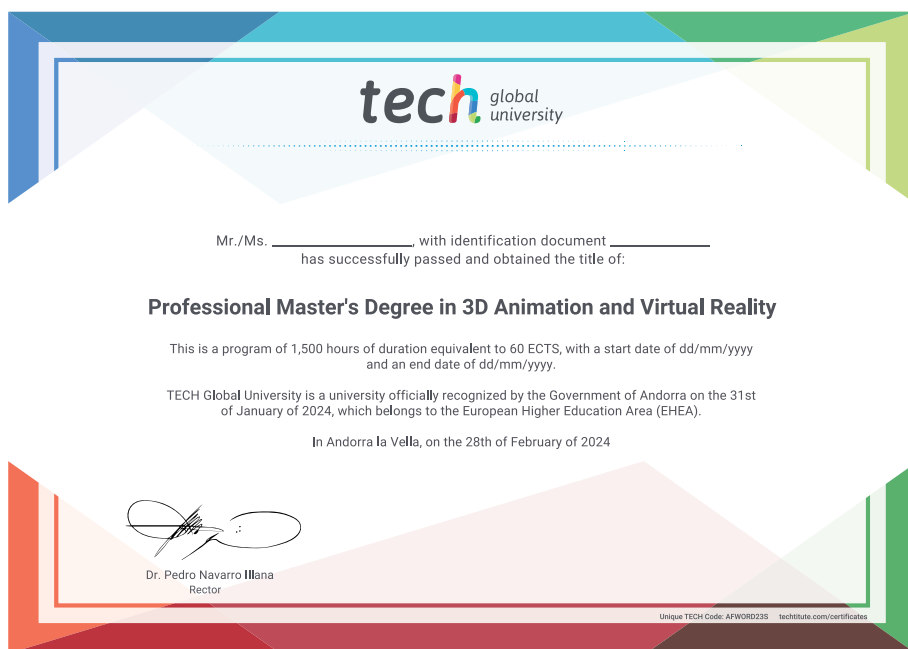 tech global
university
Mr./Ms. ____________________, with identification document ______________
has successfully passed and obtained the title of:
Professional Master's Degree in 3D Animation and Virtual Reality
This is a program of 1,500 hours of duration equivalent to 60 ECTS, with a start date of dd/mm/yyyy
and an end date of dd/mm/yyyy.
TECH Global University is a university officially recognized by the Government of Andorra on the 31st
of January of 2024, which belongs to the European Higher Education Area (EHEA).
In Andorra la Vella, on the 28th of February of 2024
Dr. Pedro Navarro Illana
Rector
Unique TECH Code: AFWORD23S techtitute.com/certificates